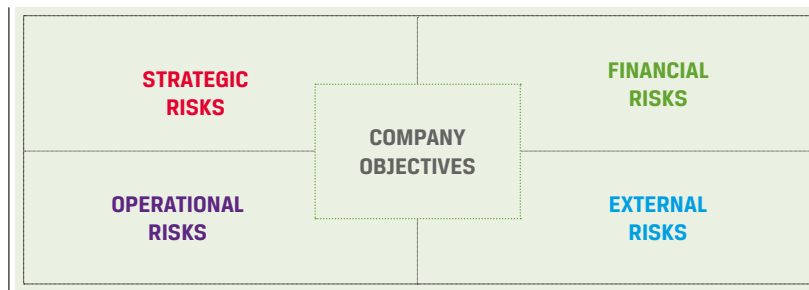 STRATEGIC
RISKS
FINANCIAL
RISKS
COMPANY
OBJECTIVES
OPERATIONAL
RISKS
EXTERNAL
RISKS